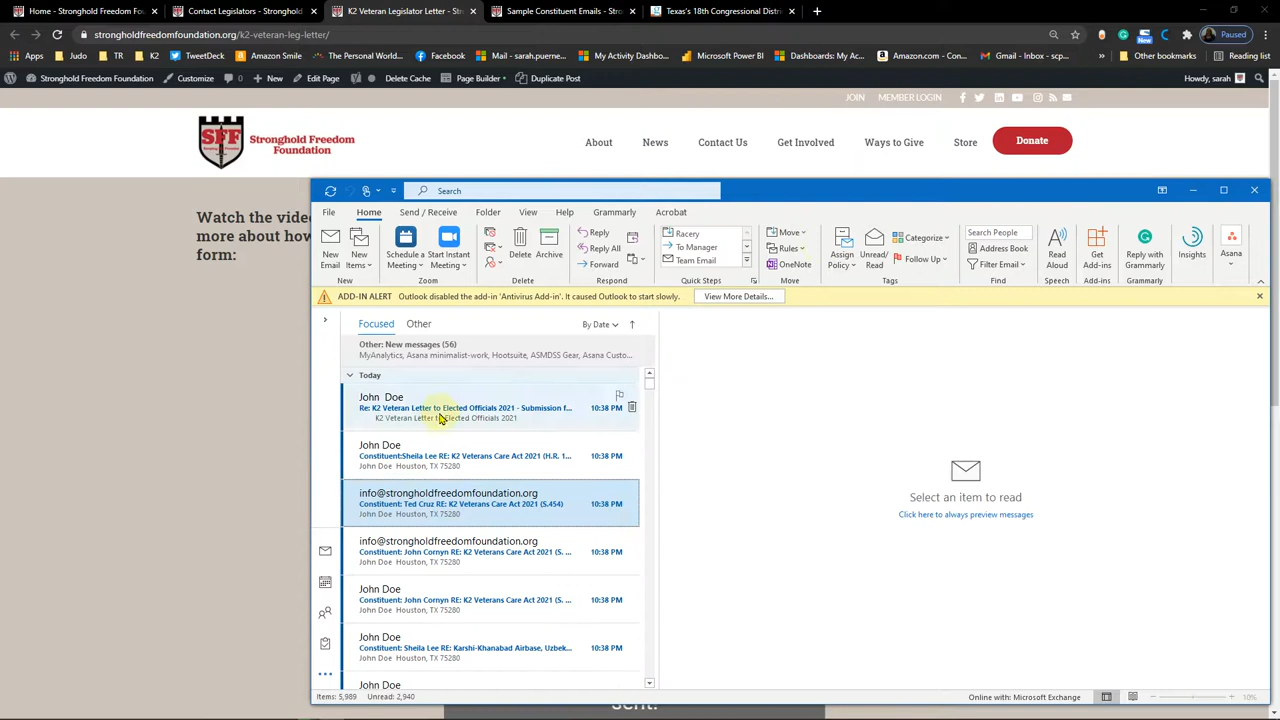 Home - Stronghold Freedom Foun
Contact Legislators - Stronghold
K2 Veteran Legislator Letter - Str
Sample Constituent Emails - Stro
Texas's 18th Congressional Distri
strongholdfreedomfoundation.org/k2-veteran-leg-letter/
Paused
Apps Judo TR K2 TweetDeck The Personal Wo... Facebook Mail - sarah.puerne... My Activity Dashbo... Microsoft Power BI Dashboards: My Ac... Amazon.com - Cen... Gmail - Inbox - scp... Other bookmarks Reading list
Stronghold Freedom Foundation Customize 0 New Edit Page Delete Cache Page Builder Duplicate Post Howdy, sarah
JOIN MEMBER LOGIN
SFF
Stronghold Freedom
Foundation
About News Contact Us Get Involved Ways to Give Store Donate
Watch the vide
more about how
form:
Search
File Home Send / Receive Folder View Help Grammarly Acrobat
New Email
New Items
New
Schedule a Meeting
Start Instant Meeting
Zoom
Delete
Archive
Delete
Reply
Reply All
Forward
Respond
Racery
To Manager
Team Email
Quick Steps
Move
Rules
OneNote
Move
Assign Policy
Unread/ Read
Categorize
Follow Up
Tags
Search People
Address Book
Filter Email
Find
Read Aloud
Speech
Get Add-ins
Add-ins
Reply with Grammarly
Grammarly
Insights
Asana
Asana
ADD-IN ALERT Outlook disabled the add-in 'Antivirus Add-in'. It caused Outlook to start slowly. View More Details...
Focused Other By Date
Other: New messages (56)
MyAnalytics, Asana minimalist-work, Hootsuite, ASMDSS Gear, Asana Custo...
Today
John Doe
Re: K2 Veteran Letter to Elected Officials 2021 - Submission f... 10:38 PM
K2 Veteran Letter to Elected Officials 2021
John Doe
Constituent:Sheila Lee RE: K2 Veterans Care Act 2021 (H.R. 1... 10:38 PM
John Doe Houston, TX 75280
info@strongholdfreedomfoundation.org
Constituent: Ted Cruz RE: K2 Veterans Care Act 2021 (S.454) 10:38 PM
John Doe Houston, TX 75280
info@strongholdfreedomfoundation.org
Constituent: John Cornyn RE: K2 Veterans Care Act 2021 (S. ... 10:38 PM
John Doe Houston, TX 75280
John Doe
Constituent: John Cornyn RE: K2 Veterans Care Act 2021 (S. ... 10:38 PM
John Doe Houston, TX 75280
John Doe
Constituent: Sheila Lee RE: Karshi-Khanabad Airbase, Uzbek... 10:38 PM
John Doe Houston, TX 75280
John Doe
Select an item to read
Click here to always preview messages
Items: 5,989 Unread: 2,940 Online with: Microsoft Exchange 10%
sent!